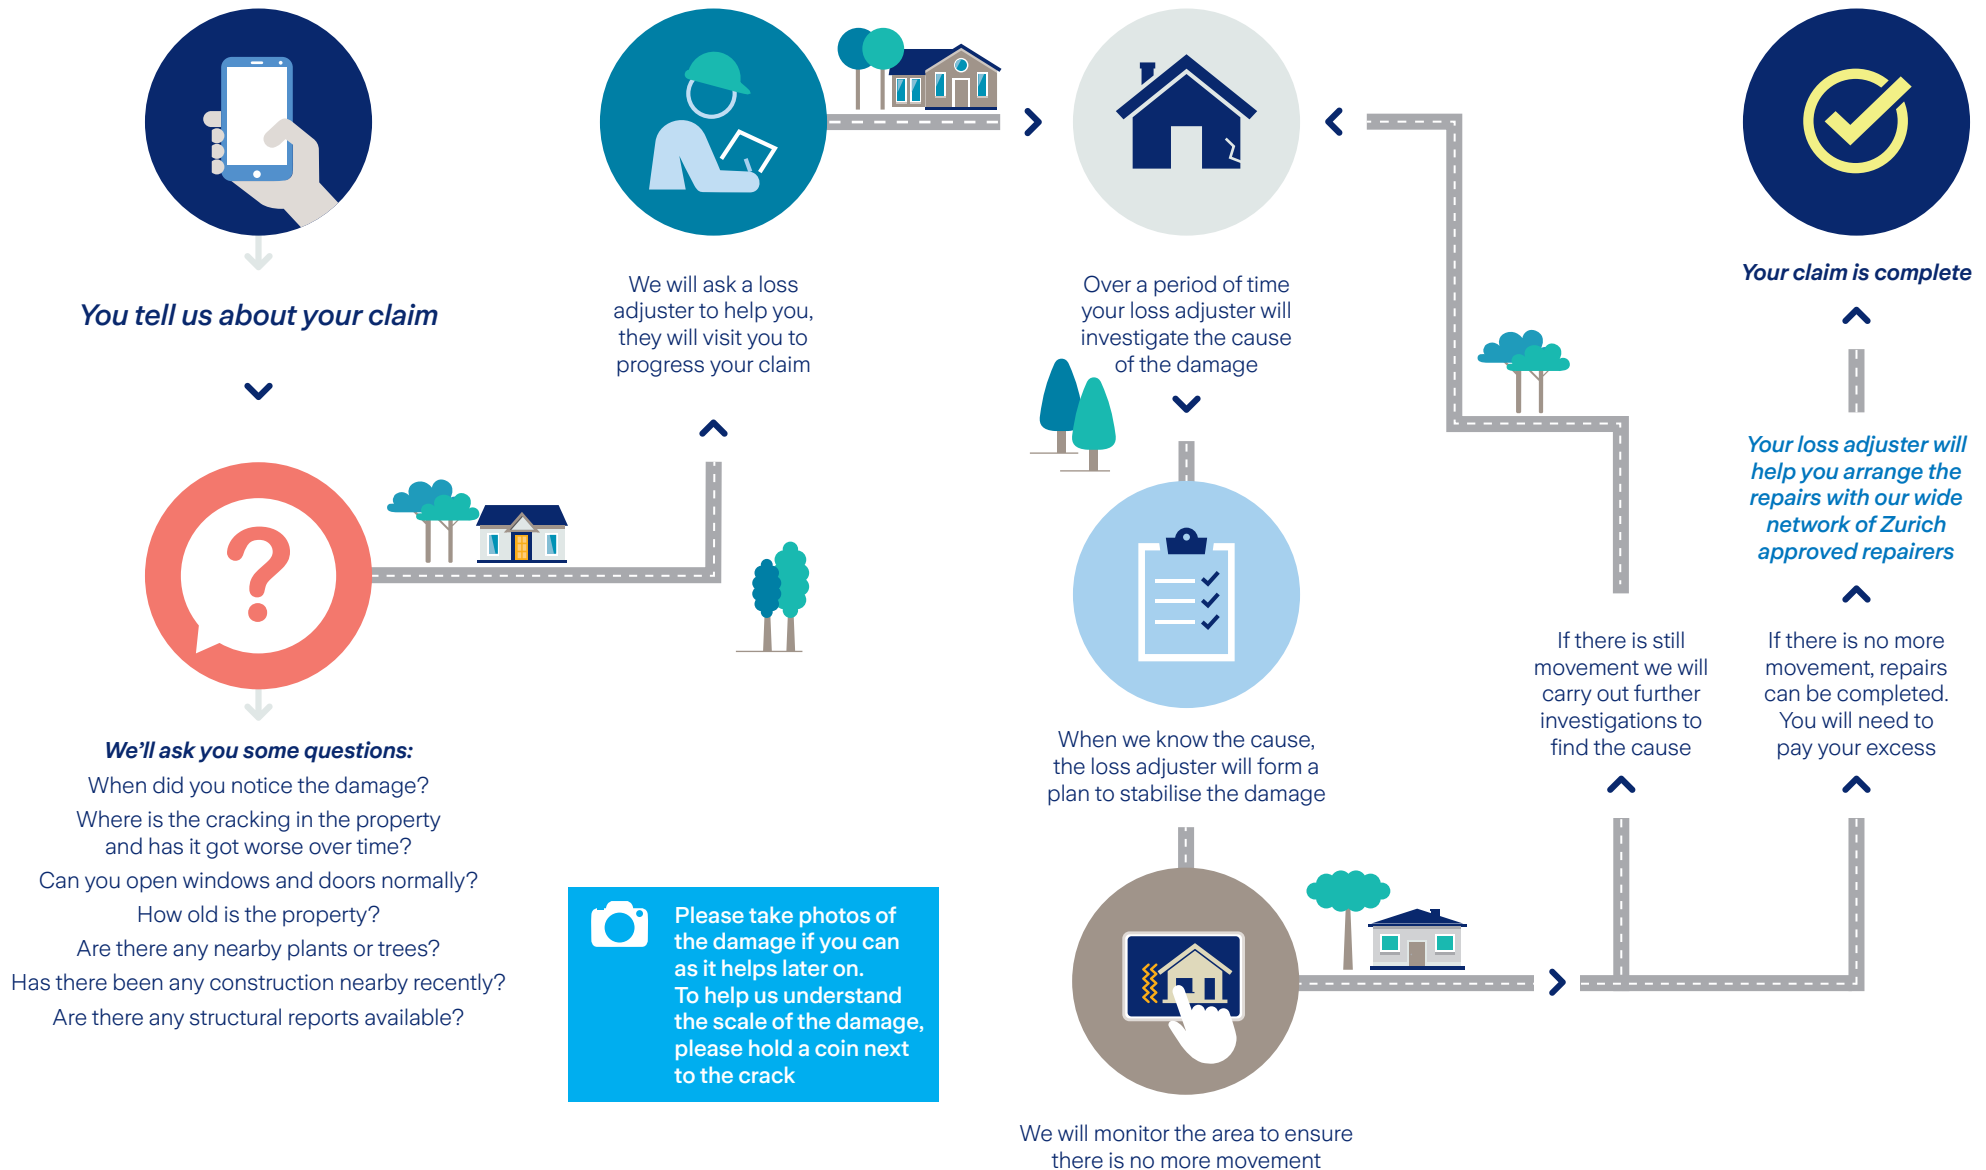 You tell us about your claim
We’ll ask you some questions:
When did you notice the damage?
Where is the cracking in the property
and has it got worse over time?
Can you open windows and doors normally?
How old is the property?
Are there any nearby plants or trees?
Has there been any construction nearby recently?
Are there any structural reports available?
We will ask a loss
adjuster to help you,
they will visit you to
progress your claim
Please take photos of
the damage if you can
as it helps later on.
To help us understand
the scale of the damage,
please hold a coin next
to the crack
Over a period of time
your loss adjuster will
investigate the cause
of the damage
When we know the cause,
the loss adjuster will form a
plan to stabilise the damage
We will monitor the area to ensure
there is no more movement
If there is still
movement we will
carry out further
investigations to
find the cause
If there is no more
movement, repairs
can be completed.
You will need to
pay your excess
Your loss adjuster will
help you arrange the
repairs with our wide
network of Zurich
approved repairers
Your claim is complete